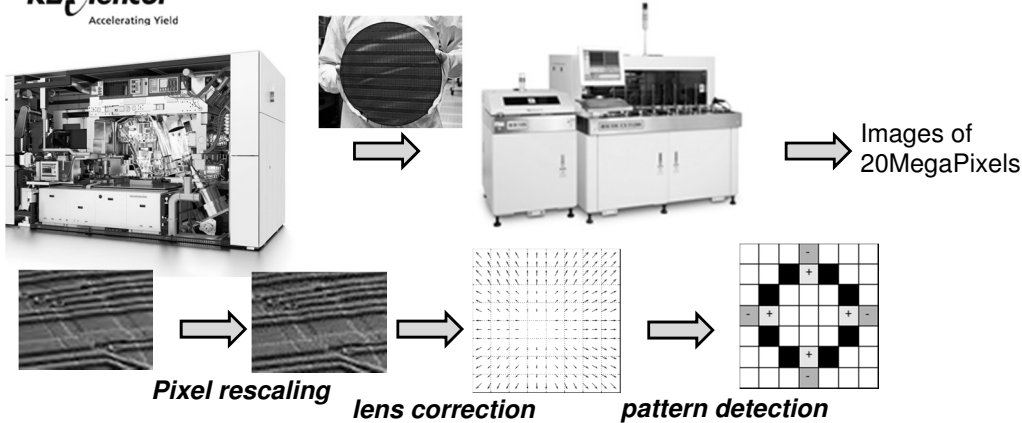 Accelerating Yield
Images of
20MegaPixels
-
+
- + + -
+
-
Pixel rescaling
lens correction
pattern detection